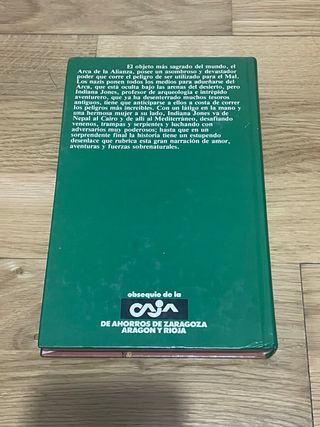 El objeto más sagrado del mundo, el
Arca de la Alianza, posee un asombroso y devastador
poder que corre el peligro de ser utilizado para el Mal.
Los nazis ponen todos los medios para adueñarse del
Arca, que está oculta bajo las arenas del desierto, pero
Indiana Jones, profesor de arqueología e intrépido
aventurero, que ya ha desenterrado muchos tesoros
antiguos, tiene que anticiparse a ellos a costa de correr
los peligros más increíbles. Con un látigo en la mano y
una hermosa mujer a su lado, Indiana Jones va de
Nepal al Cairo y de allí al Mediterráneo, desafiando
venenos, trampas y serpientes y luchando con
adversarios muy poderosos; hasta que en un
sorprendente final la historia tiene un estupendo
desenlace que rubrica esta gran narración de amor,
aventuras y fuerzas sobrenaturales.
obsequio de la
CAJA
DE AHORROS DE ZARAGOZA
ARAGON Y RIOJA